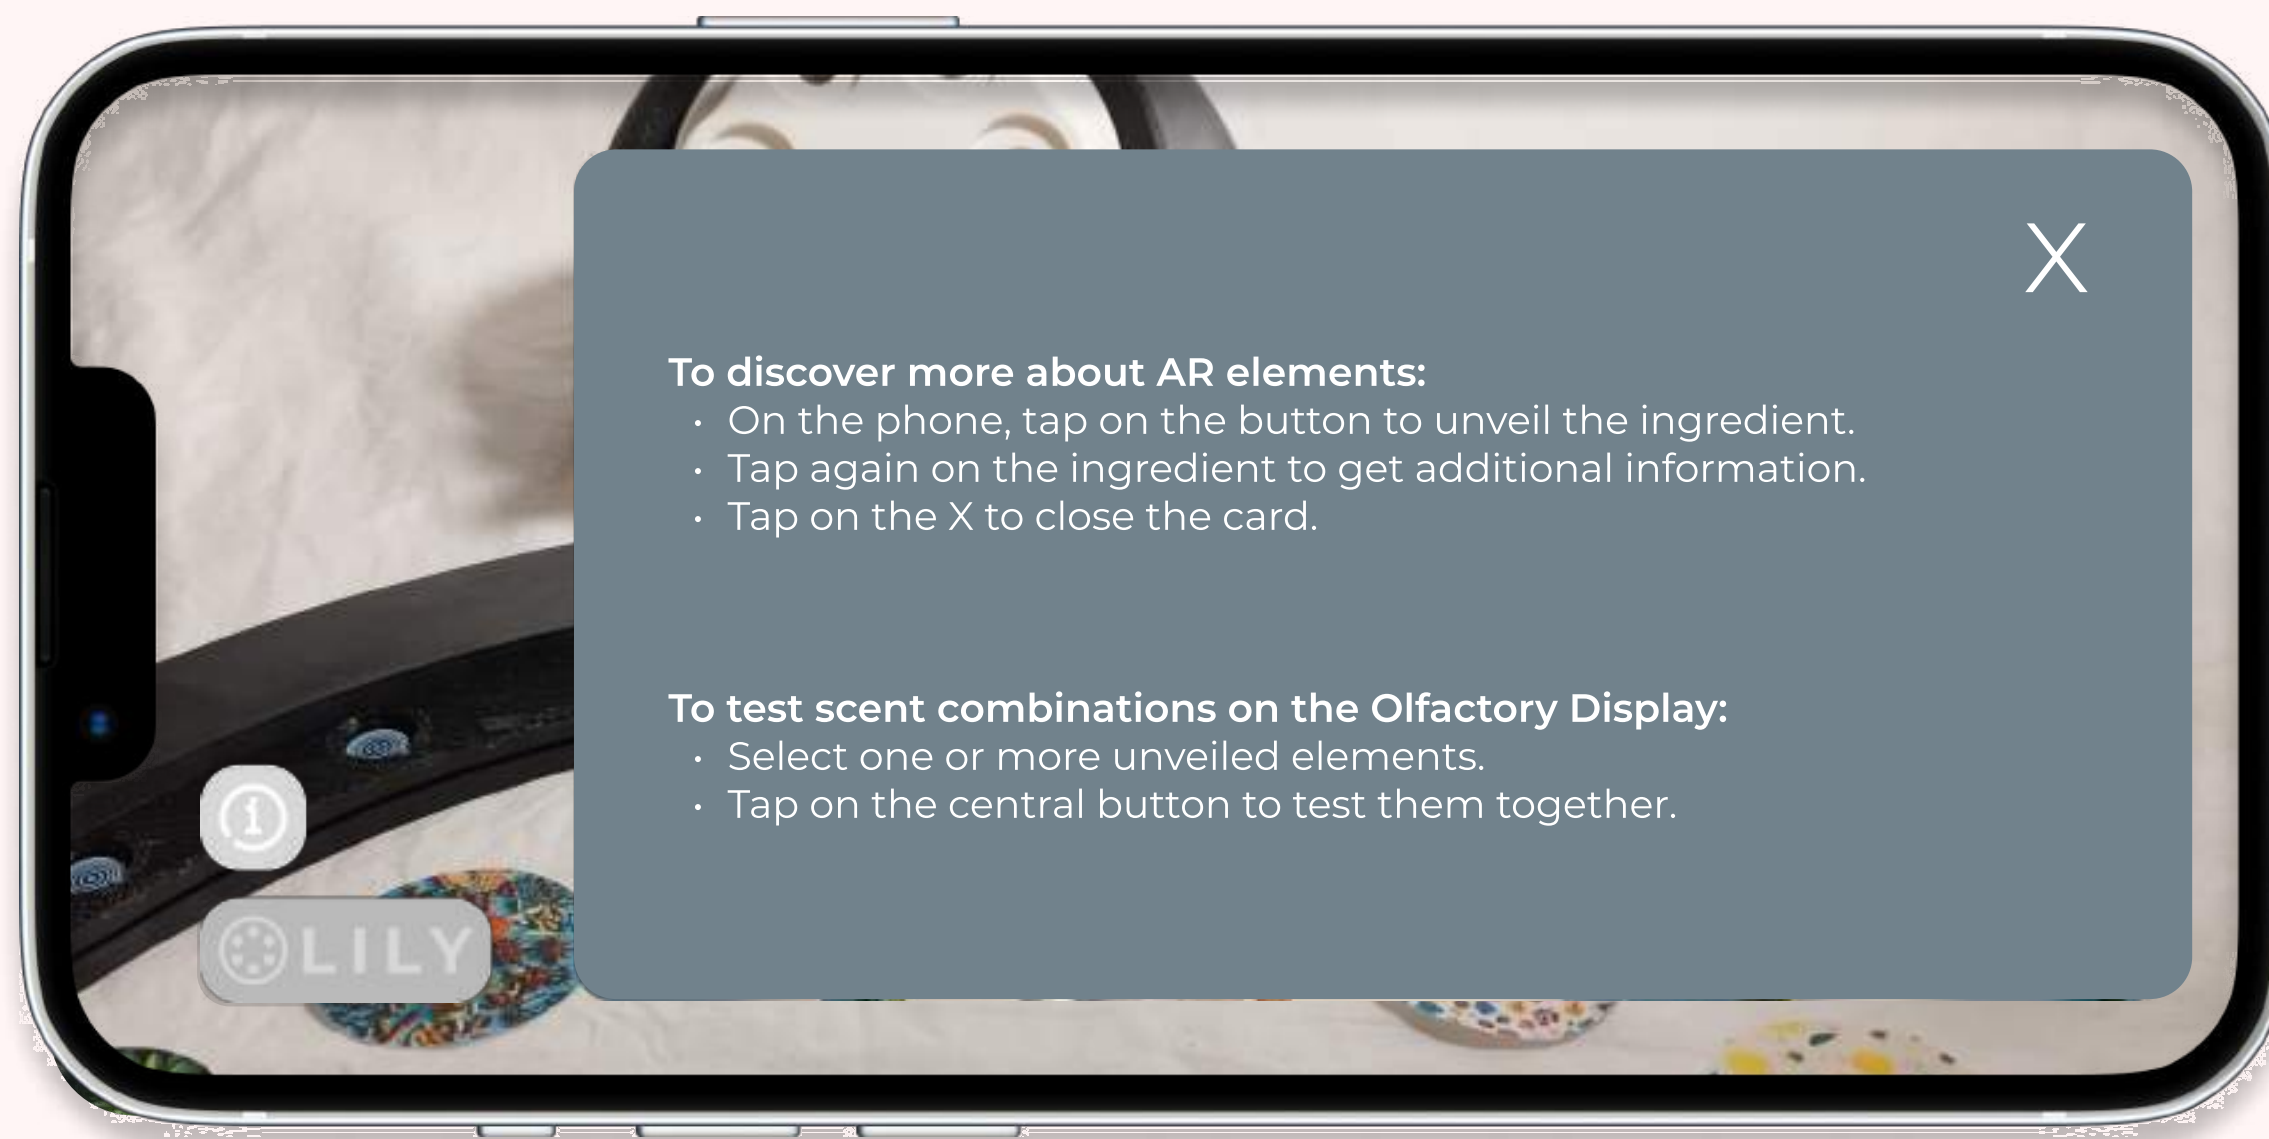 X
To discover more about AR elements:
• On the phone, tap on the button to unveil the ingredient.
• Tap again on the ingredient to get additional information.
• Tap on the X to close the card.
To test scent combinations on the Olfactory Display:
• Select one or more unveiled elements.
• Tap on the central button to test them together.
i
LILY